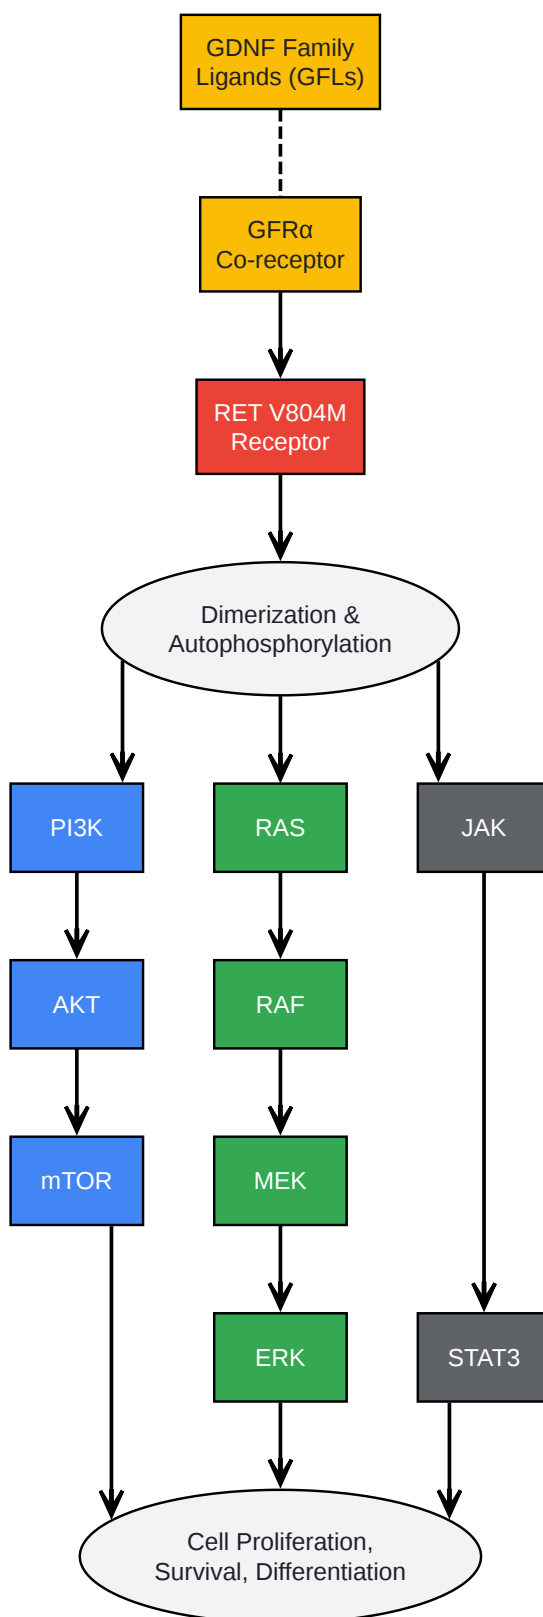 GDNF Family
Ligands (GFLs)
GFRα
Co-receptor
RET V804M
Receptor
Dimerization &
Autophosphorylation
PI3K
RAS
JAK
AKT
RAF
mTOR
MEK
ERK
STAT3
Cell Proliferation,
Survival, Differentiation